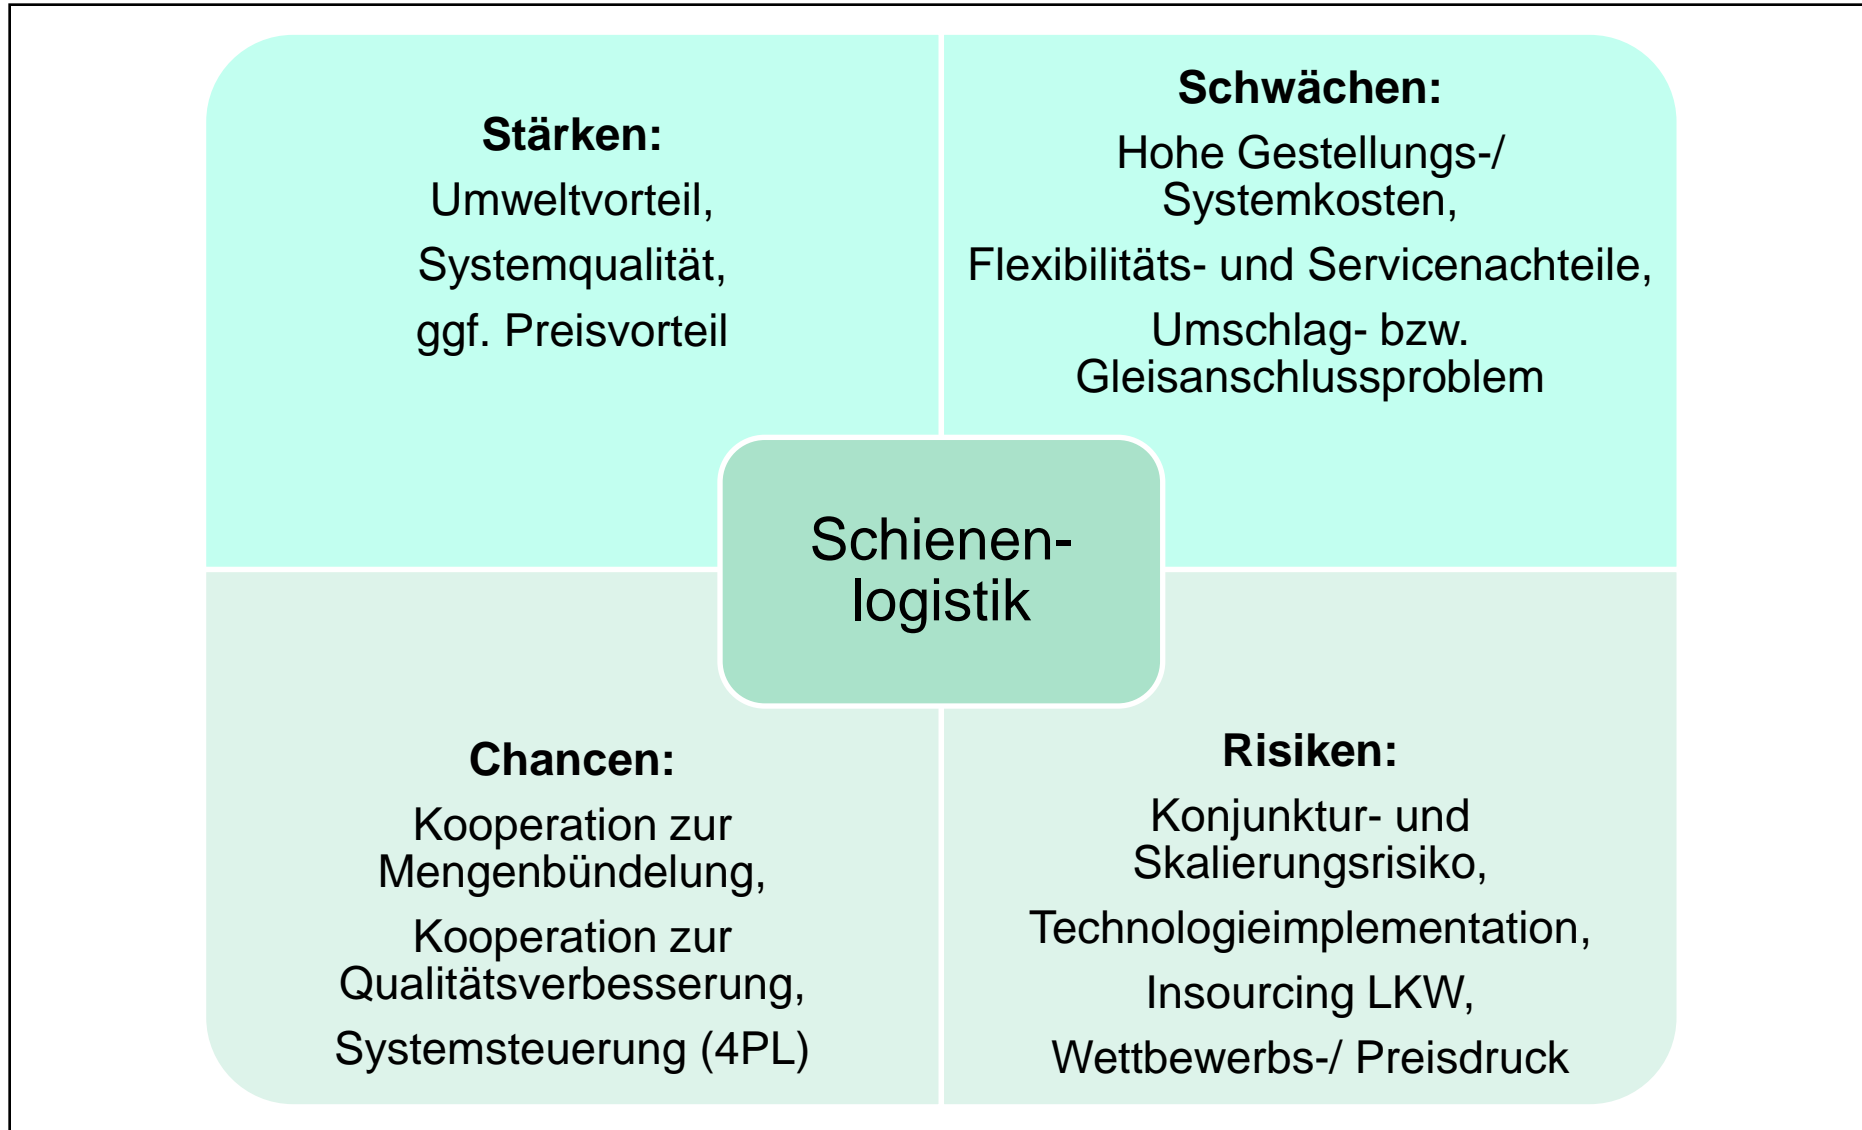 Stärken:
Umweltvorteil,
Systemqualität,
ggf. Preisvorteil
Schwächen:
Hohe Gestellungs-/
Systemkosten,
Flexibilitäts- und Servicenachteile,
Umschlag- bzw.
Gleisanschlussproblem
Schienen-
logistik
Chancen:
Kooperation zur
Mengenbündelung,
Kooperation zur
Qualitätsverbesserung,
Systemsteuerung (4PL)
Risiken:
Konjunktur- und
Skalierungsrisiko,
Technologieimplementation,
Insourcing LKW,
Wettbewerbs-/ Preisdruck